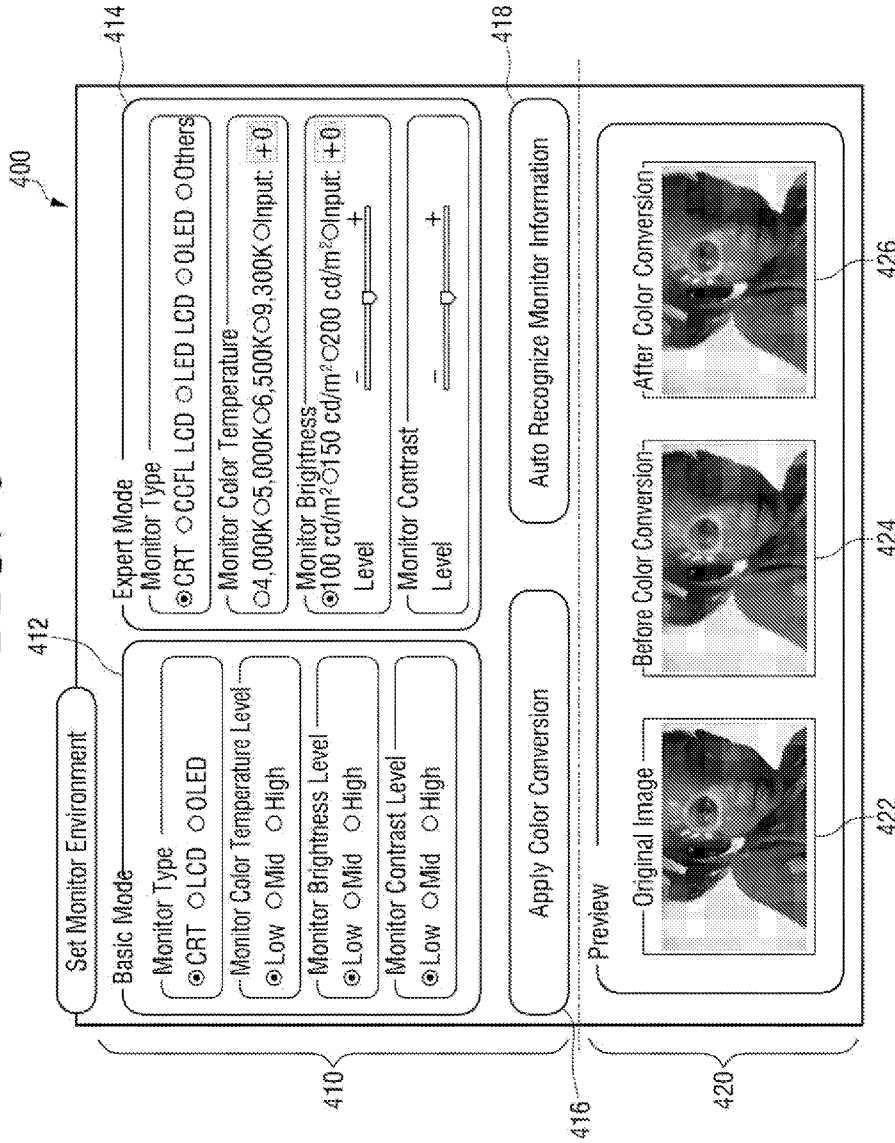 400
Set Monitor Environment
412
414
Basic Mode
Monitor Type
CRT LCD OLED
Monitor Color Temperature Level
Low Mid High
Monitor Brightness Level
Low Mid High
Monitor Contrast Level
Low Mid High
Expert Mode
Monitor Type
CRT CCFL LCD LED LCD OLED Others
Monitor Color Temperature
4,000K 5,000K 6,500K 9,300K Input: +0
Monitor Brightness
100 cd/m² 150 cd/m² 200 cd/m² Input: +0
Level - +
Monitor Contrast
Level - +
410
Apply Color Conversion
Auto Recognize Monitor Information
416
418
Preview
Original Image
Before Color Conversion
After Color Conversion
420
422
424
426